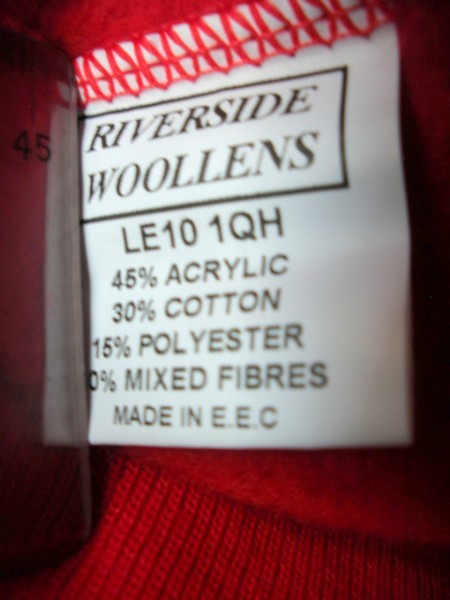 RIVERSIDE
WOOLLENS
LE10 1QH
45% ACRYLIC
30% COTTON
15% POLYESTER
0% MIXED FIBRES
MADE IN E.E.C
45